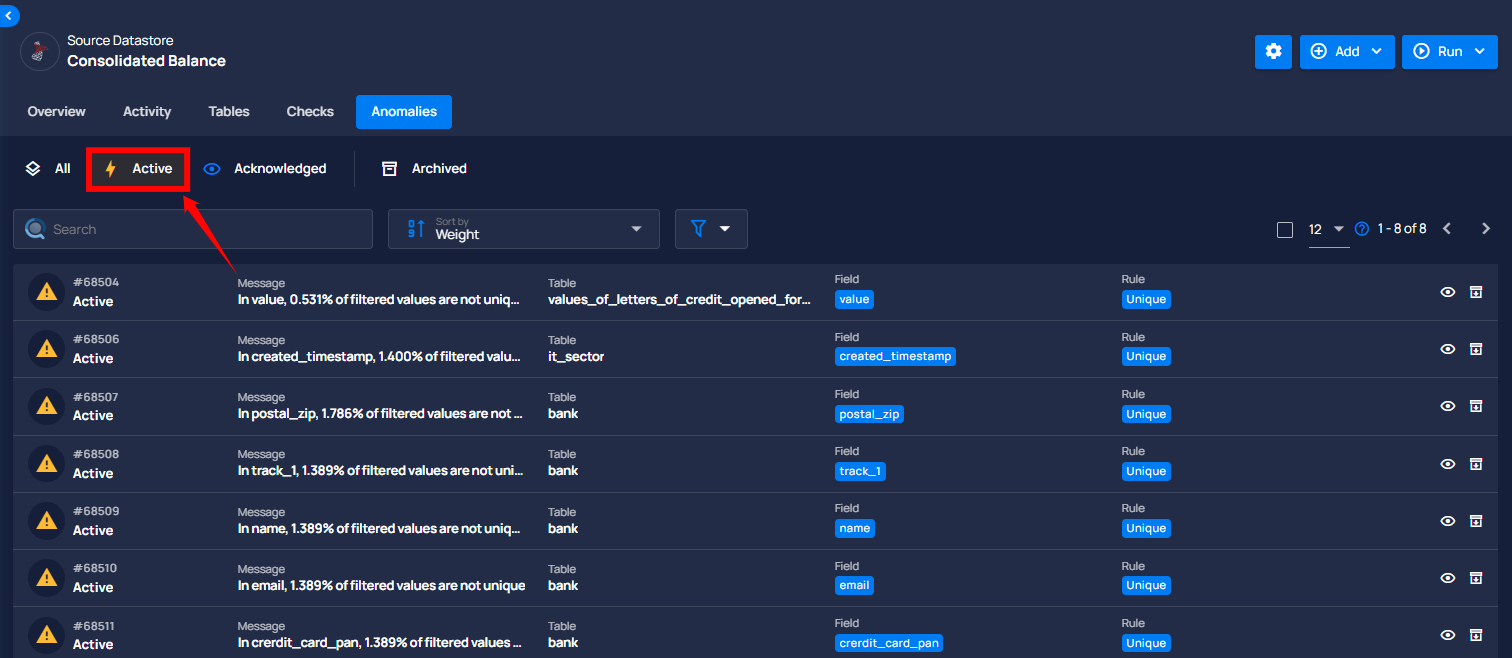 Source Datastore
Consolidated Balance
Add
Run
Overview Activity Tables Checks Anomalies
All Active Acknowledged Archived
Search
Sort by
Weight
12 1 - 8 of 8
#68504 Message Table Field Rule
Active In value, 0.531% of filtered values are not uniq... values_of_letters_of_credit_opened_for... value Unique
#68506 Message Table Field Rule
Active In created_timestamp, 1.400% of filtered valu... it_sector created_timestamp Unique
#68507 Message Table Field Rule
Active In postal_zip, 1.786% of filtered values are not ... bank postal_zip Unique
#68508 Message Table Field Rule
Active In track_1, 1.389% of filtered values are not uni... bank track_1 Unique
#68509 Message Table Field Rule
Active In name, 1.389% of filtered values are not uniq... bank name Unique
#68510 Message Table Field Rule
Active In email, 1.389% of filtered values are not unique bank email Unique
#68511 Message Table Field Rule
Active In crerdit_card_pan, 1.389% of filtered values ... bank crerdit_card_pan Unique